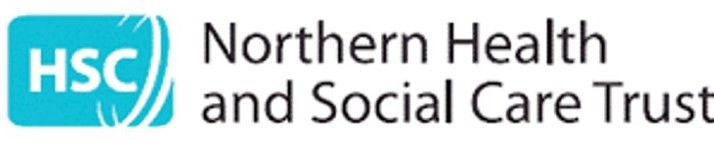 HSC
Northern Health
and Social Care Trust